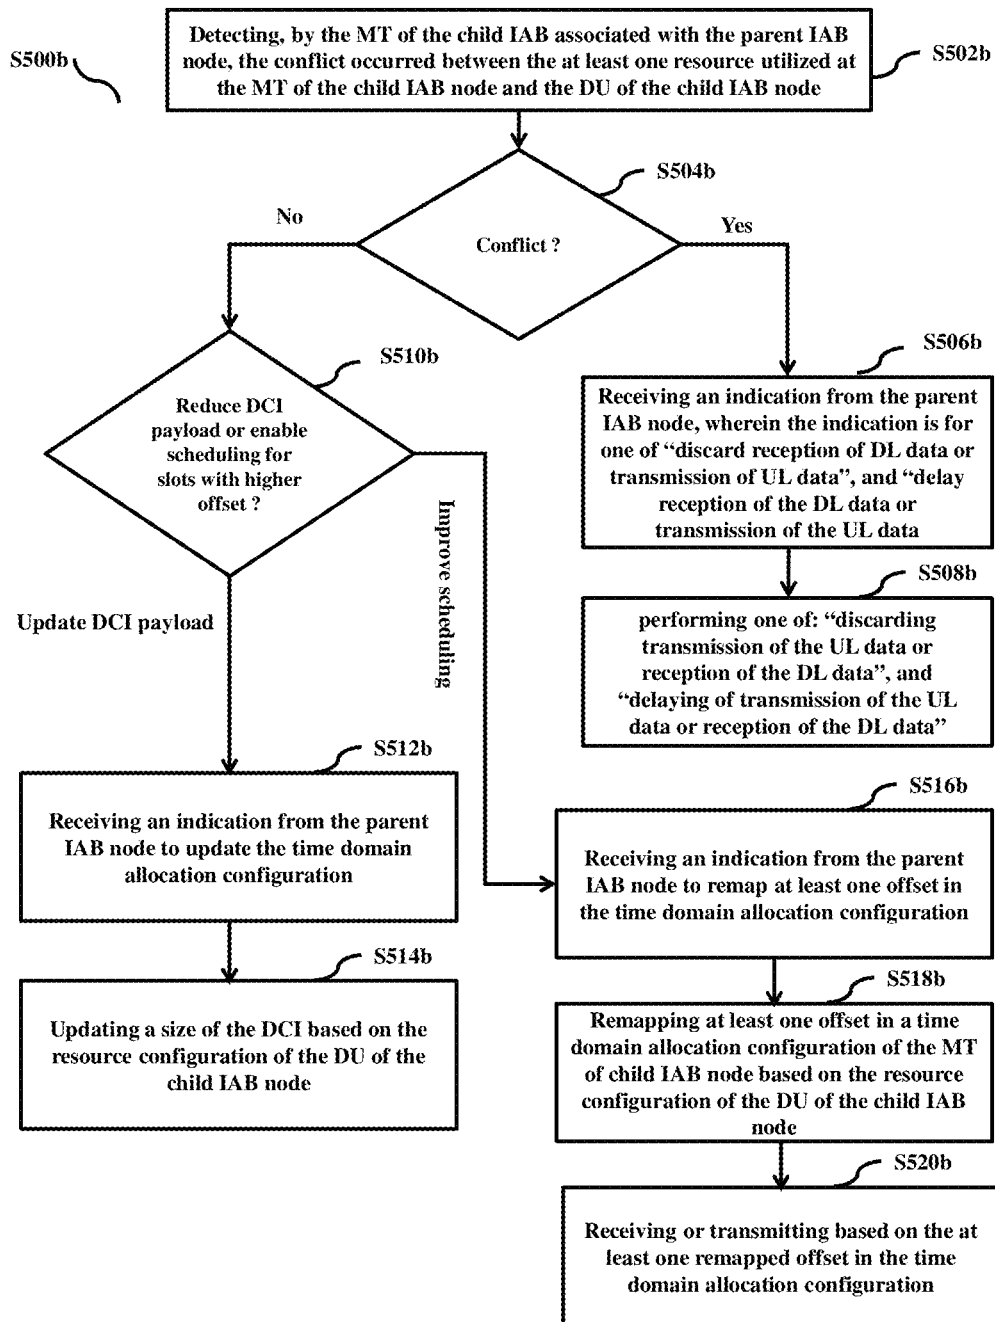 S500b
Detecting, by the MT of the child IAB associated with the parent IAB
node, the conflict occurred between the at least one resource utilized at
the MT of the child IAB node and the DU of the child IAB node
S502b
S504b
No
Yes
Conflict ?
S510b
Reduce DCI
payload or enable
scheduling for
slots with higher
offset ?
S506b
Receiving an indication from the parent
IAB node, wherein the indication is for
one of “discard reception of DL data or
transmission of UL data”, and “delay
reception of the DL data or
transmission of the UL data
Update DCI payload
Improve scheduling
S508b
performing one of: “discarding
transmission of the UL data or
reception of the DL data”, and
“delaying of transmission of the UL
data or reception of the DL data”
S512b
Receiving an indication from the parent
IAB node to update the time domain
allocation configuration
S516b
Receiving an indication from the parent
IAB node to remap at least one offset in
the time domain allocation configuration
S514b
Updating a size of the DCI based on the
resource configuration of the DU of the
child IAB node
S518b
Remapping at least one offset in a time
domain allocation configuration of the MT
of child IAB node based on the resource
configuration of the DU of the child IAB
node
S520b
Receiving or transmitting based on the at
least one remapped offset in the time
domain allocation configuration